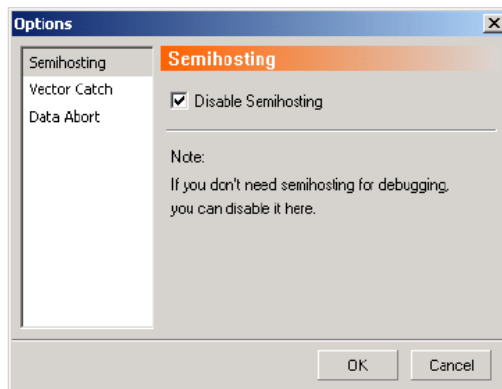 Options
Semihosting
Vector Catch
Data Abort
Semihosting
Disable Semihosting
Note:
If you don't need semihosting for debugging,
you can disable it here.
OK
Cancel